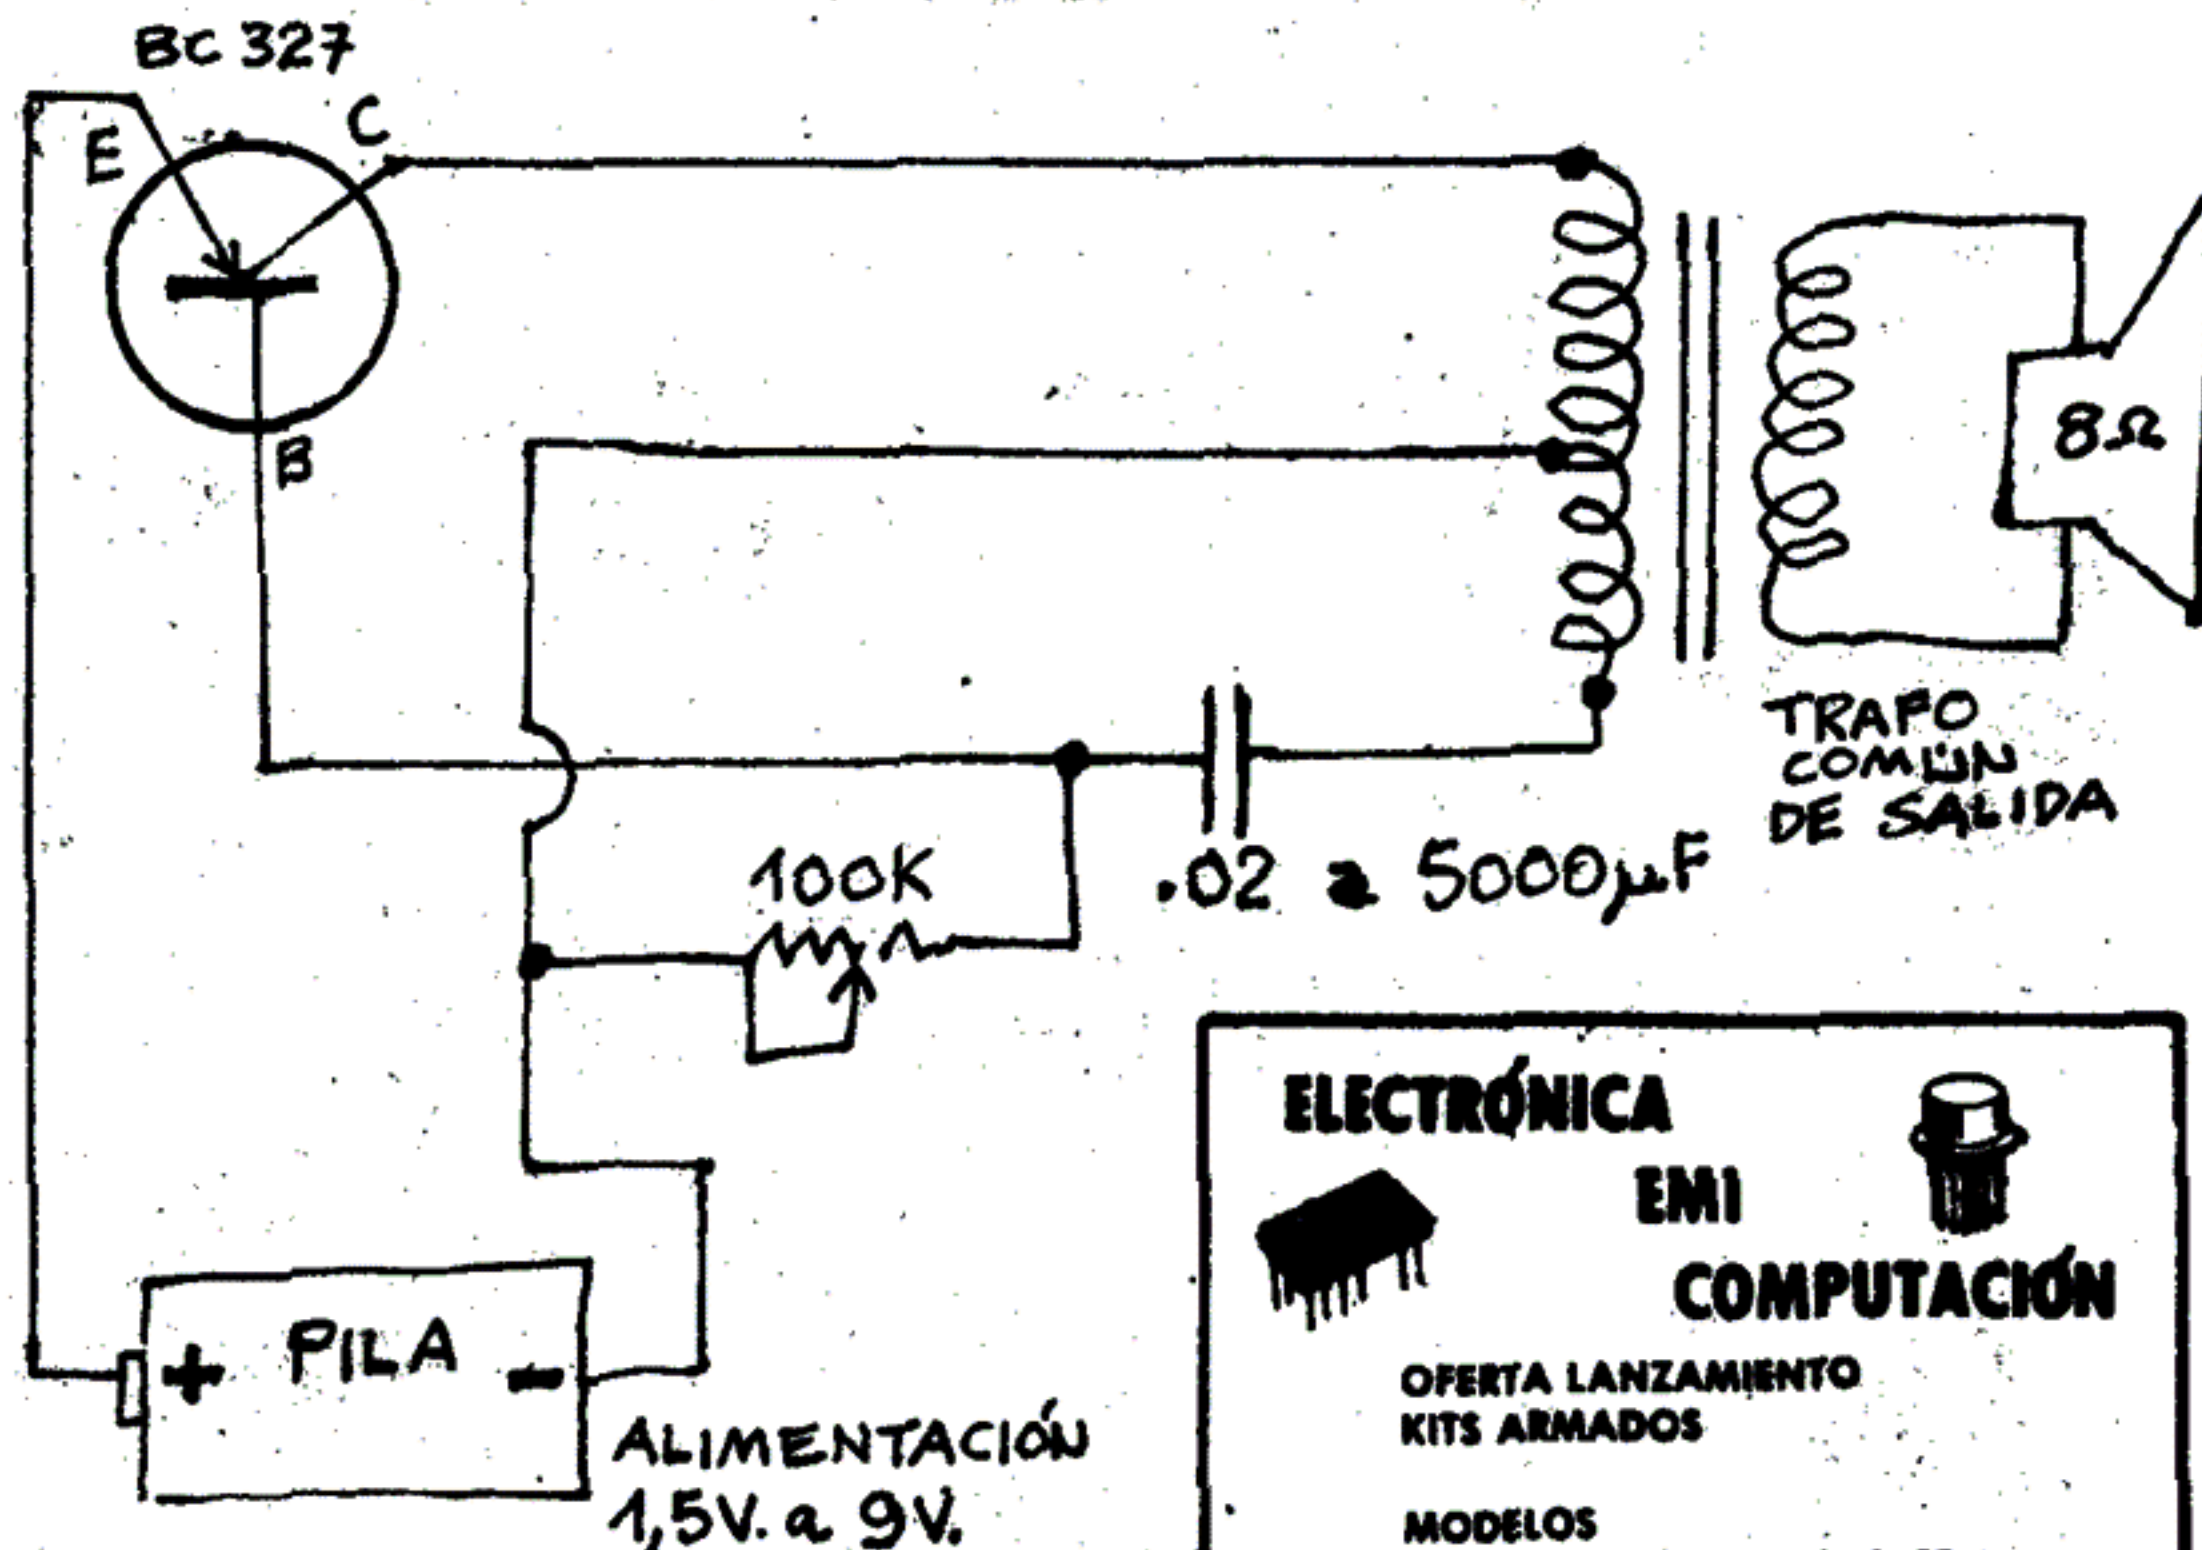 BC 327
E
C
B
8Ω
TRAFO
COMÚN
DE SALIDA
100K
.02 a 5000µF
ELECTRÓNICA
EMI
COMPUTACIÓN
+ PILA -
OFERTA LANZAMIENTO
KITS ARMADOS
ALIMENTACIÓN
1,5V. a 9V.
MODELOS